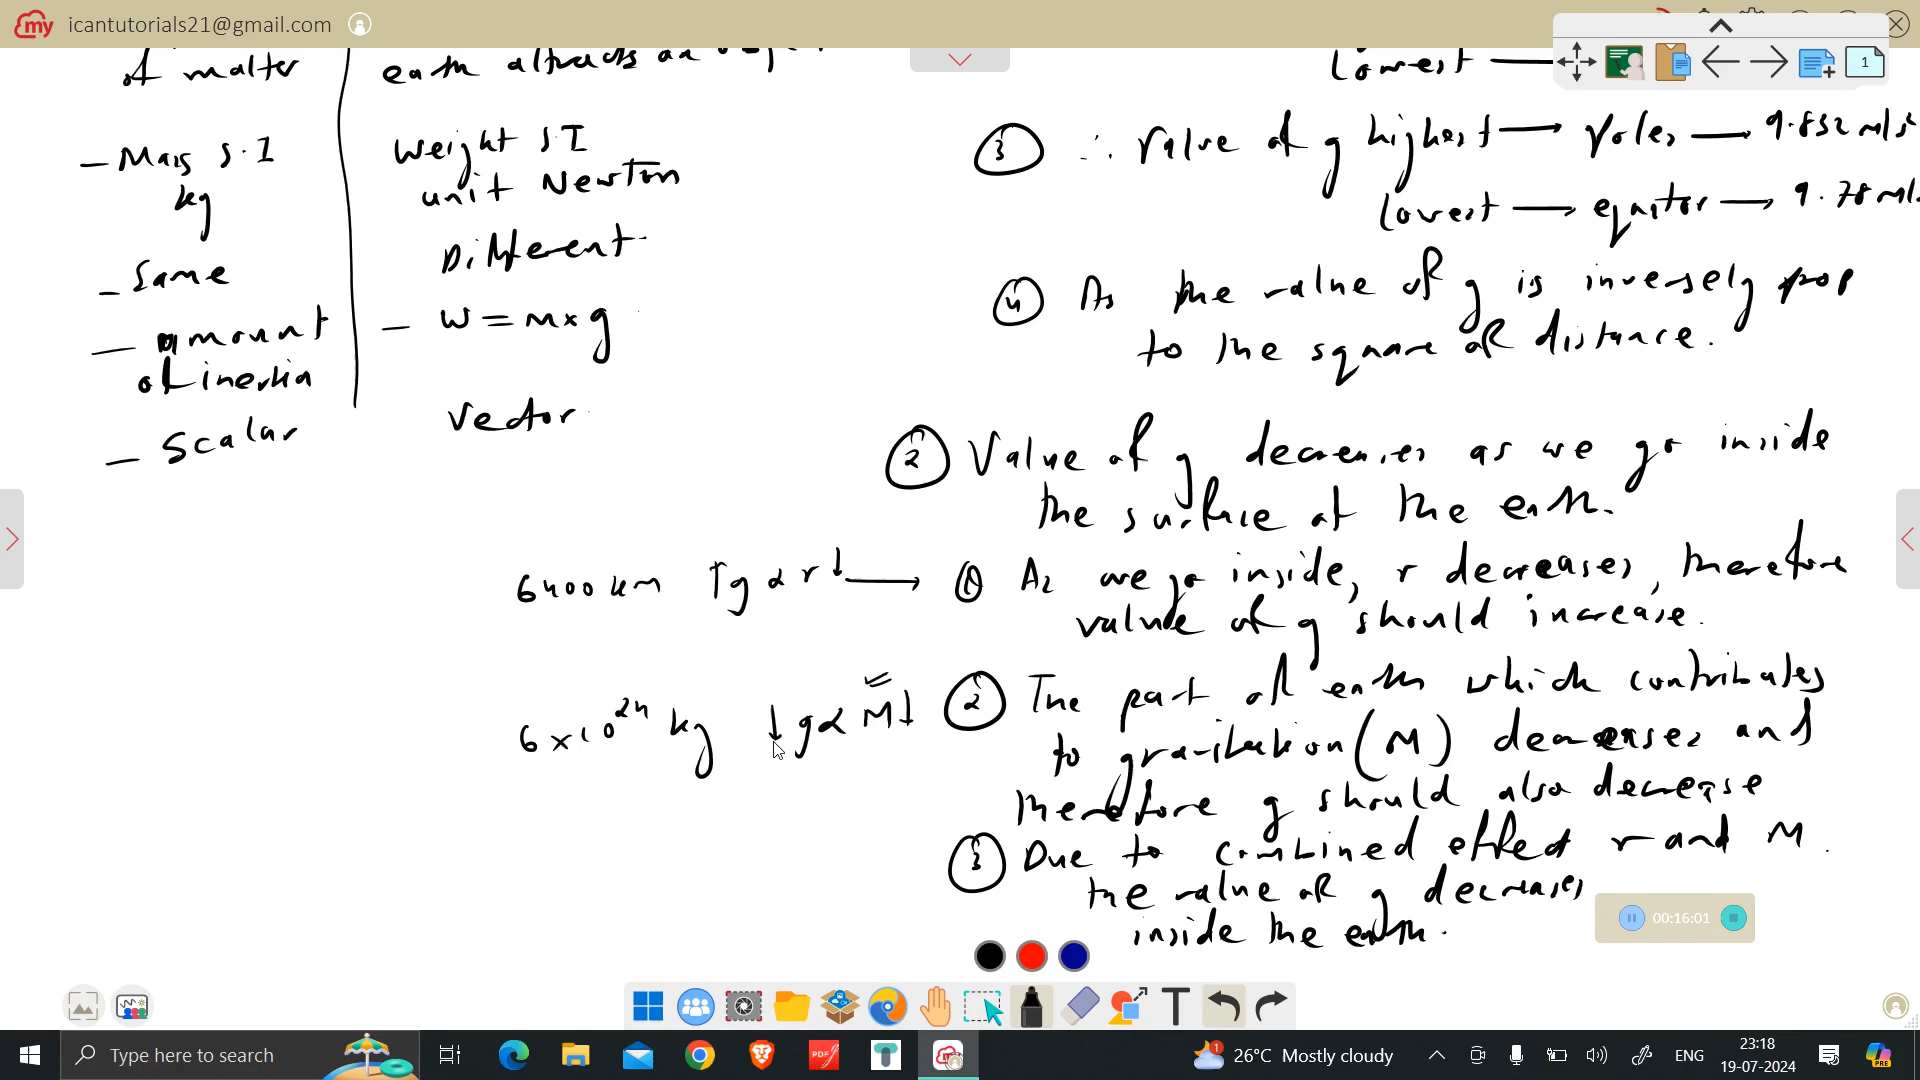 my icantutorials21@gmail.com
of matter
earth attracts an
— Mass S.I
kg
Weight S.I
unit Newton
— Same
Different
— amount
of inertia
— W = m × g
— Scalar
Vector
Lowest —
1
3 ∴ Value of g highest → poles → 9.832 m/s²
Lowest → equator → 9.78 m/s
4 As the value of g is inversely prop
to the square of distance.
2 Value of g decreases as we go inside
the surface of the earth.
6400 km ↑g α r↓ → 1 As we go inside, r decreases, therefore
value of g should increase.
6 × 10²⁴ kg ↓g α M↓ 2 The part of earth which contributes
to gravitation (M) decreases and
therefore g should also decrease
3 Due to combined effect r and M.
the value of g decreases
inside the earth.
00:16:01
T
Type here to search
26°C Mostly cloudy
ENG
23:18
19-07-2024
PDF
PRE